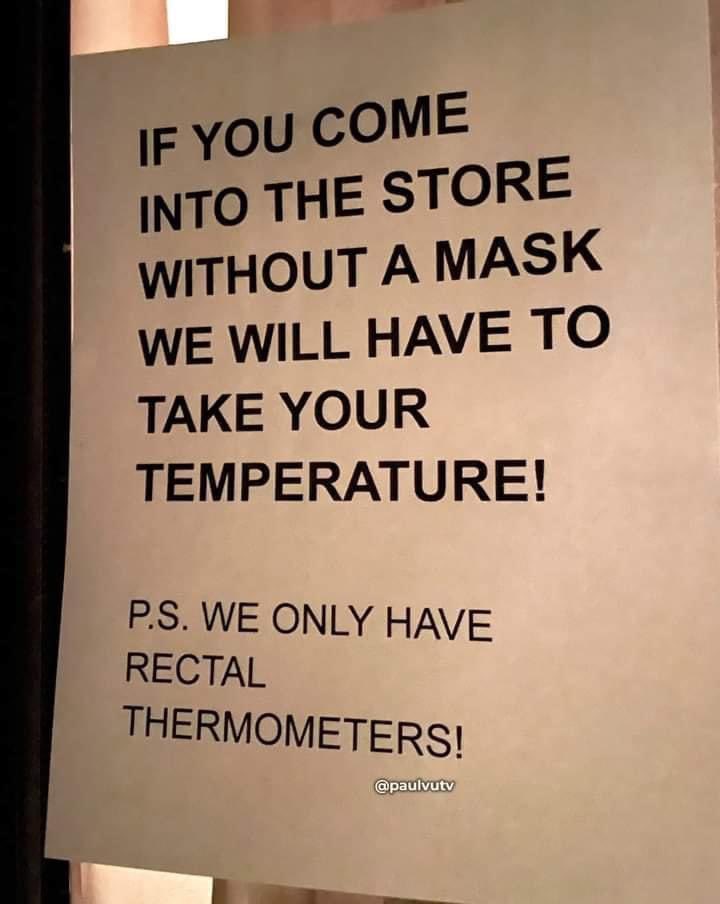 IF YOU COME
INTO THE STORE
WITHOUT A MASK
WE WILL HAVE TO
TAKE YOUR
TEMPERATURE!
P.S. WE ONLY HAVE
RECTAL
THERMOMETERS!
@paulvutv